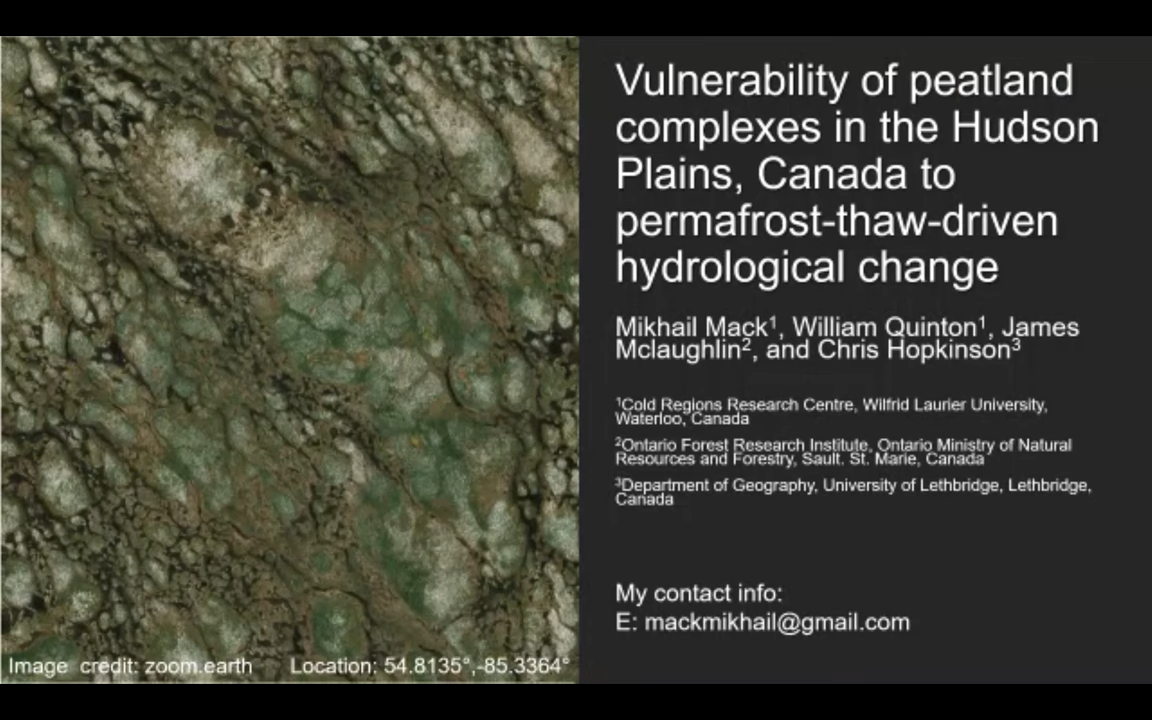 Vulnerability of peatland
complexes in the Hudson
Plains, Canada to
permafrost-thaw-driven
hydrological change
Mikhail Mack¹, William Quinton¹, James
Mclaughlin², and Chris Hopkinson³
¹Cold Regions Research Centre, Wilfrid Laurier University,
Waterloo, Canada
²Ontario Forest Research Institute, Ontario Ministry of Natural
Resources and Forestry, Sault. St. Marie, Canada
³Department of Geography, University of Lethbridge, Lethbridge,
Canada
My contact info:
E: mackmikhail@gmail.com
Image credit: zoom.earth Location: 54.8135°,-85.3364°